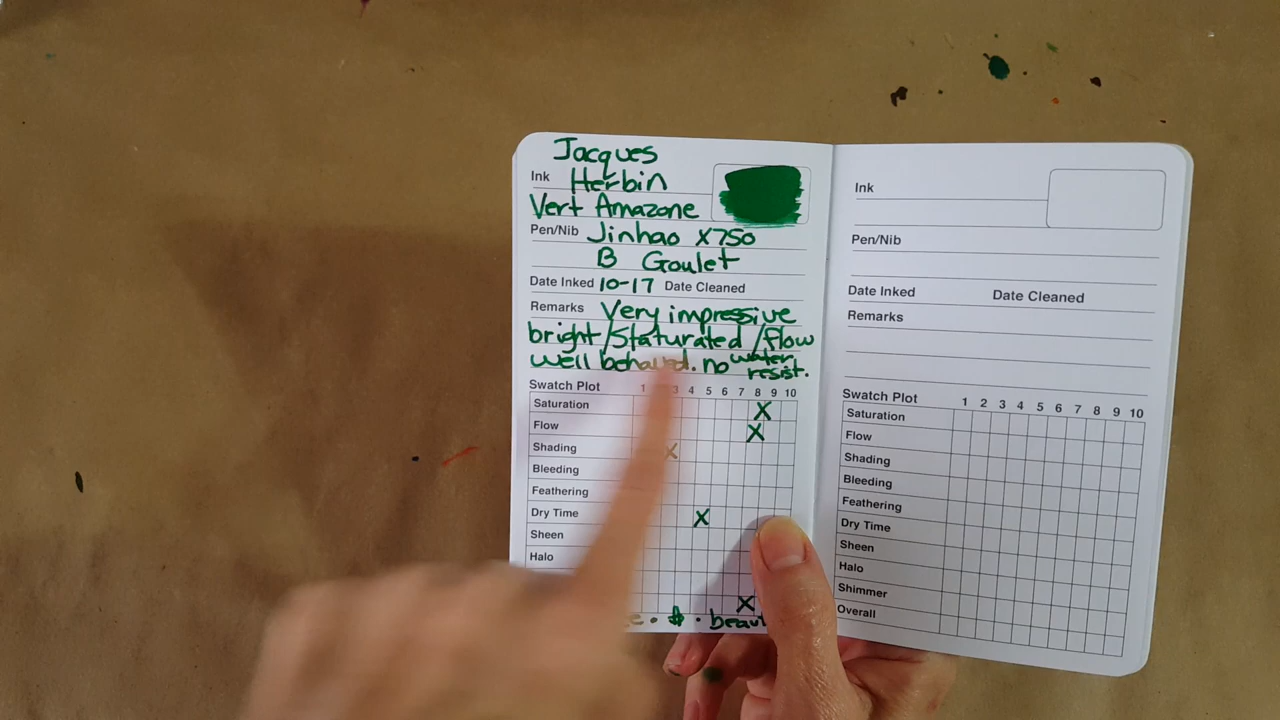 Jacques
Ink Herbin
Vert Amazone
Pen/Nib Jinhao X750
B Goulet
Date Inked 10-17 Date Cleaned
Remarks Very impressive
bright/Staturated/flow
well behaved. no water resist.
Swatch Plot 1 3 4 5 6 7 8 9 10
Saturation X
Flow X
Shading X
Bleeding
Feathering
Dry Time X
Sheen
Halo
X
Ink
Pen/Nib
Date Inked Date Cleaned
Remarks
Swatch Plot 1 2 3 4 5 6 7 8 9 10
Saturation
Flow
Shading
Bleeding
Feathering
Dry Time
Sheen
Halo
Shimmer
Overall